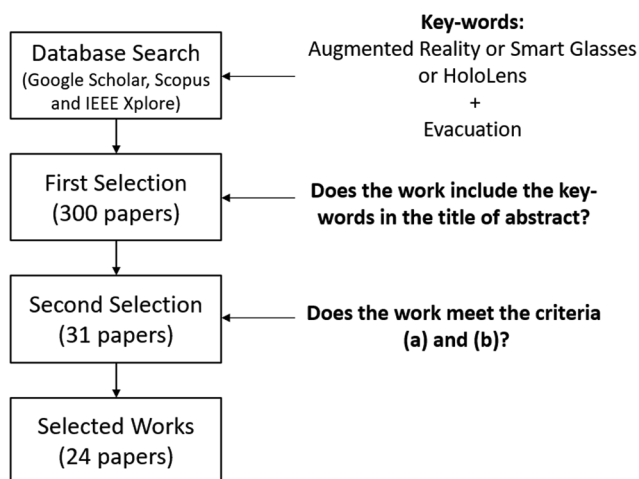 Database Search
(Google Scholar, Scopus
and IEEE Xplore)
Key-words:
Augmented Reality or Smart Glasses
or HoloLens
+
Evacuation
First Selection
(300 papers)
Does the work include the key-
words in the title of abstract?
Second Selection
(31 papers)
Does the work meet the criteria
(a) and (b)?
Selected Works
(24 papers)